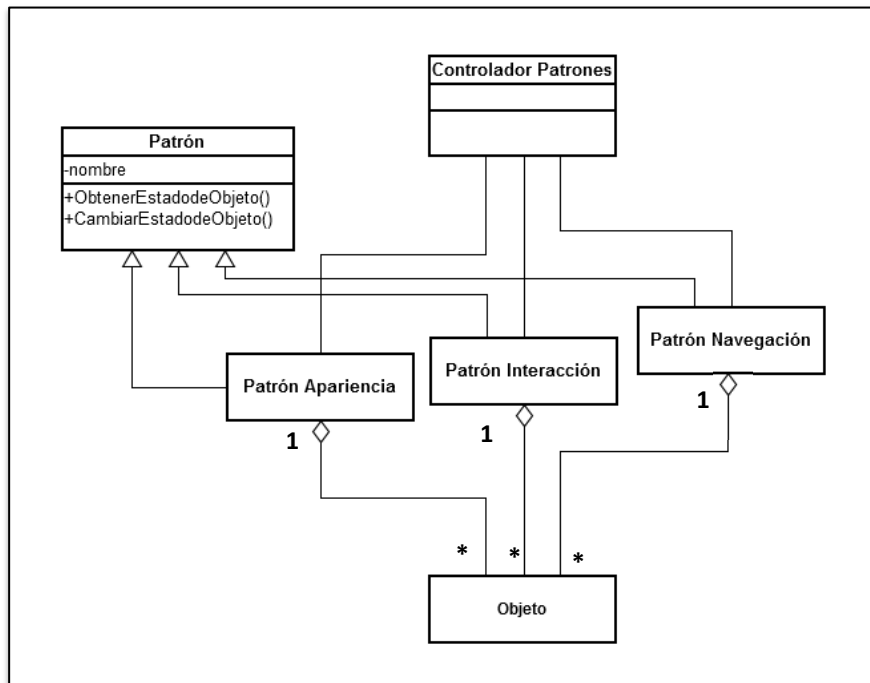 Controlador Patrones
Patrón
-nombre
+ObtenerEstadodeObjeto()
+CambiarEstadodeObjeto()
Patrón Navegación
Patrón Interacción
Patrón Apariencia
1
1
1
*
*
*
Objeto